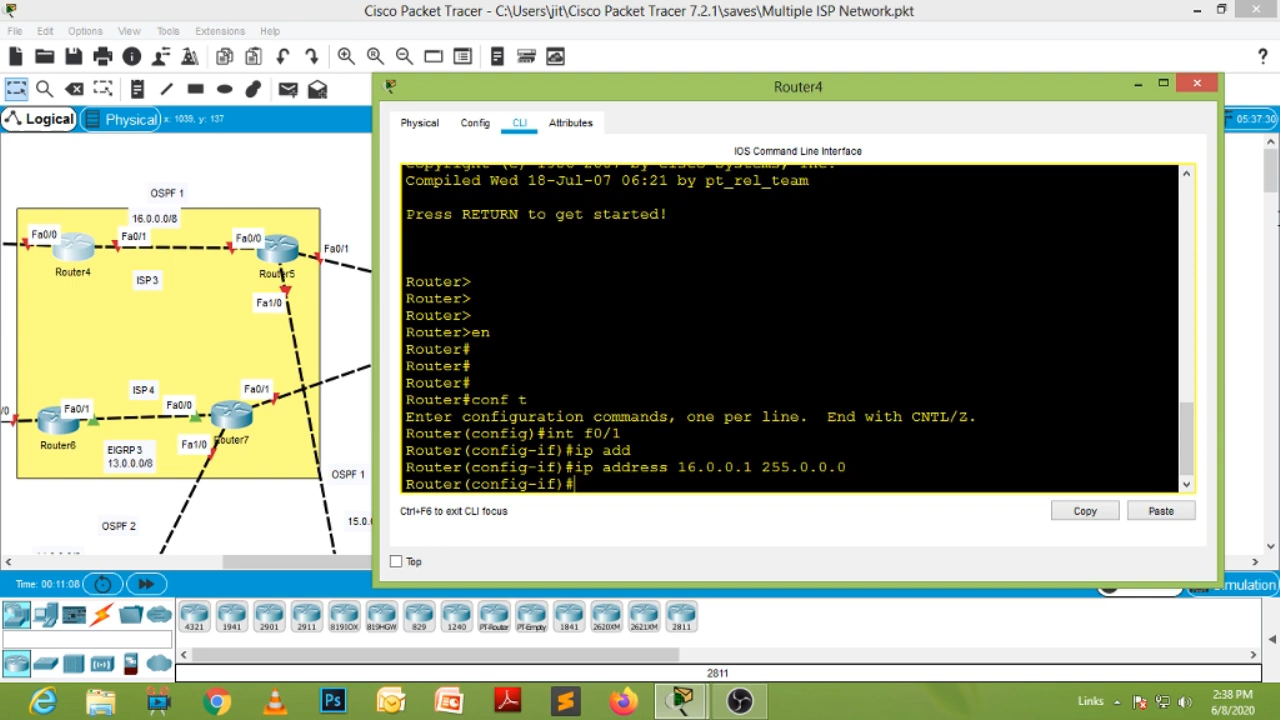 Cisco Packet Tracer - C:\Users\jit\Cisco Packet Tracer 7.2.1\saves\Multiple ISP Network.pkt
File Edit Options View Tools Extensions Help
Logical Physical x: 1039, y: 137
05:37:30
Router4
Physical Config CLI Attributes
IOS Command Line Interface
Compiled Wed 18-Jul-07 06:21 by pt_rel_team
Press RETURN to get started!
Router>
Router>
Router>
Router>en
Router#
Router#
Router#
Router#conf t
Enter configuration commands, one per line. End with CNTL/Z.
Router(config)#int f0/1
Router(config-if)#ip add
Router(config-if)#ip address 16.0.0.1 255.0.0.0
Router(config-if)#
Ctrl+F6 to exit CLI focus
Copy Paste
Top
OSPF 1
16.0.0.0/8
Fa0/0 Fa0/1 Fa0/0 Fa0/1
Router4 Router5
ISP3
Fa1/0
ISP4
Fa0/1 Fa0/0 Fa0/1
Router6 Router7
Fa1/0
EIGRP 3
13.0.0.0/8
OSPF 1
OSPF 2
Time: 00:11:08
Simulation
4321 1941 2901 2911 819IOX 819HGW 829 1240 PT-Router PT-Empty 1841 2620XM 2621XM 2811
2811
Links
2:38 PM
6/8/2020